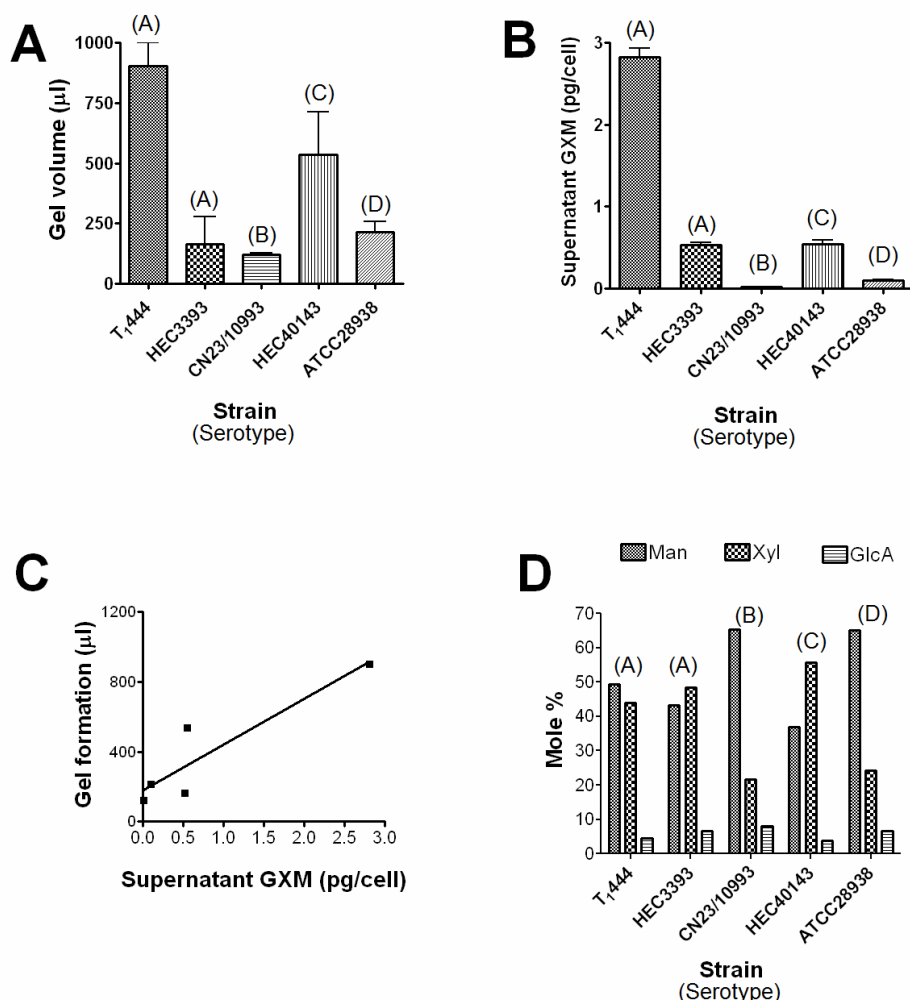 A
Gel volume (µl)
1000
750
500
250
0
(A)
(A)
(B)
(C)
(D)
T₁444
HEC3393
CN23/10993
HEC40143
ATCC28938
Strain
(Serotype)
B
Supernatant GXM (pg/cell)
3
2
1
0
(A)
(A)
(B)
(C)
(D)
T₁444
HEC3393
CN23/10993
HEC40143
ATCC28938
Strain
(Serotype)
C
Gel formation (µl)
1200
800
400
0
0.0 0.5 1.0 1.5 2.0 2.5 3.0
Supernatant GXM (pg/cell)
D
Man Xyl GlcA
Mole %
70
60
50
40
30
20
10
0
(A)
(A)
(B)
(C)
(D)
T₁444
HEC3393
CN23/10993
HEC40143
ATCC28938
Strain
(Serotype)